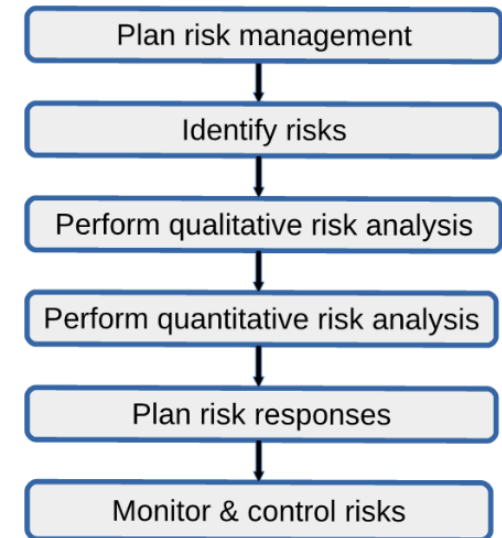 Plan risk management
Identify risks
Perform qualitative risk analysis
Perform quantitative risk analysis
Plan risk responses
Monitor & control risks